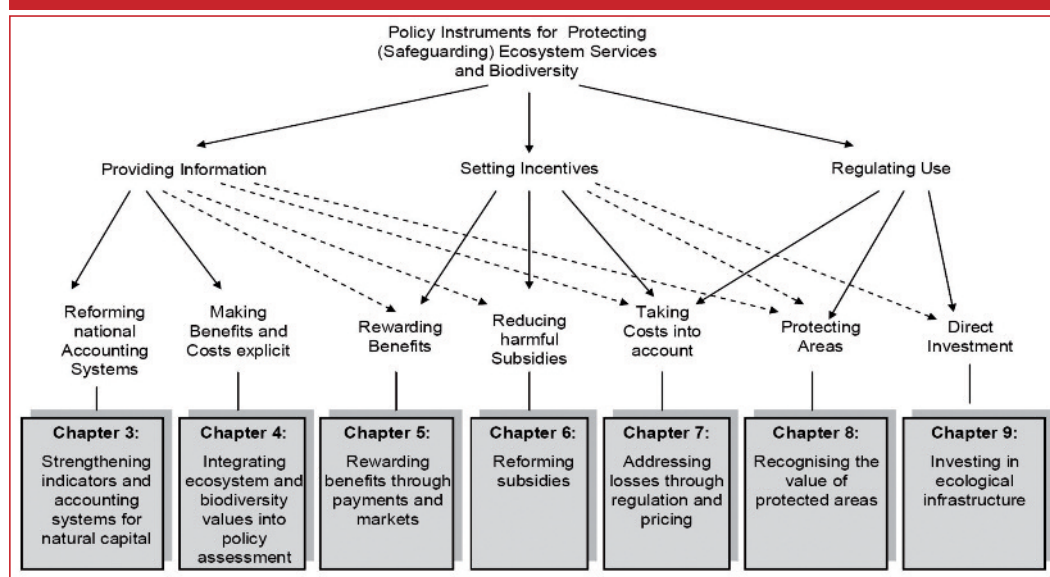 Policy Instruments for Protecting
(Safeguarding) Ecosystem Services
and Biodiversity
Providing Information
Setting Incentives
Regulating Use
Reforming
national
Accounting
Systems
Making
Benefits and
Costs explicit
Rewarding
Benefits
Reducing
harmful
Subsidies
Taking
Costs into
account
Protecting
Areas
Direct
Investment
Chapter 3:
Strengthening
indicators and
accounting
systems for
natural capital
Chapter 4:
Integrating
ecosystem and
biodiversity
values into
policy
assessment
Chapter 5:
Rewarding
benefits through
payments and
markets
Chapter 6:
Reforming
subsidies
Chapter 7:
Addressing
losses through
regulation and
pricing
Chapter 8:
Recognising the
value of
protected areas
Chapter 9:
Investing in
ecological
infrastructure